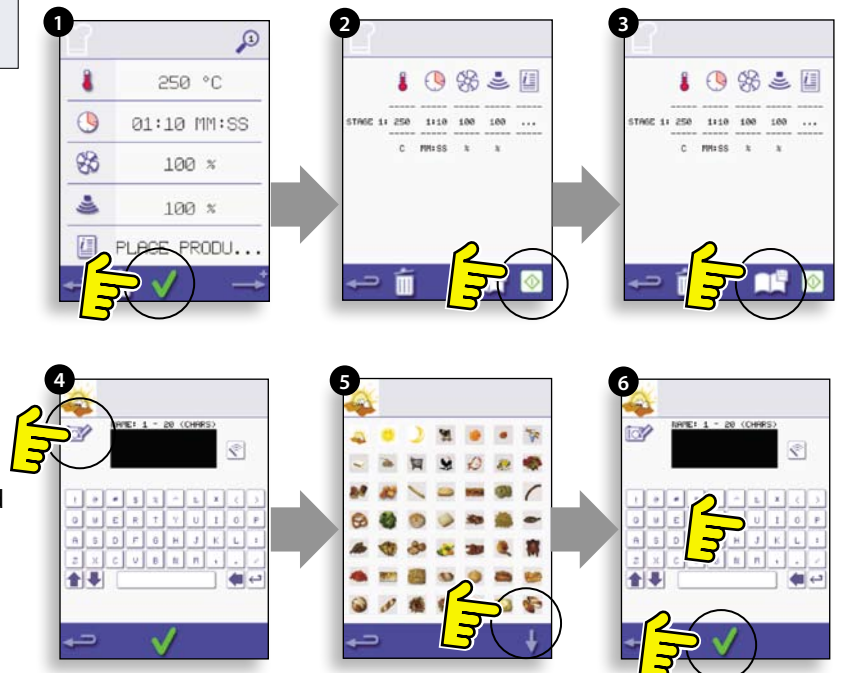 1
1
250 °C
01:10 MM:SS
100 %
100 %
PLACE PRODU...
2
STAGE 1: 250 1:10 100 100 ...
C MM:SS % %
3
STAGE 1: 250 1:10 100 100 ...
C MM:SS % %
4
NAME: 1 - 20 (CHARS)
Q W E R T Y U I O P
A S D F G H J K L :
Z X C V B N M , . /
5
6
NAME: 1 - 20 (CHARS)
Q W E R U I O P
A S D F H J K L :
Z X C N M , . /